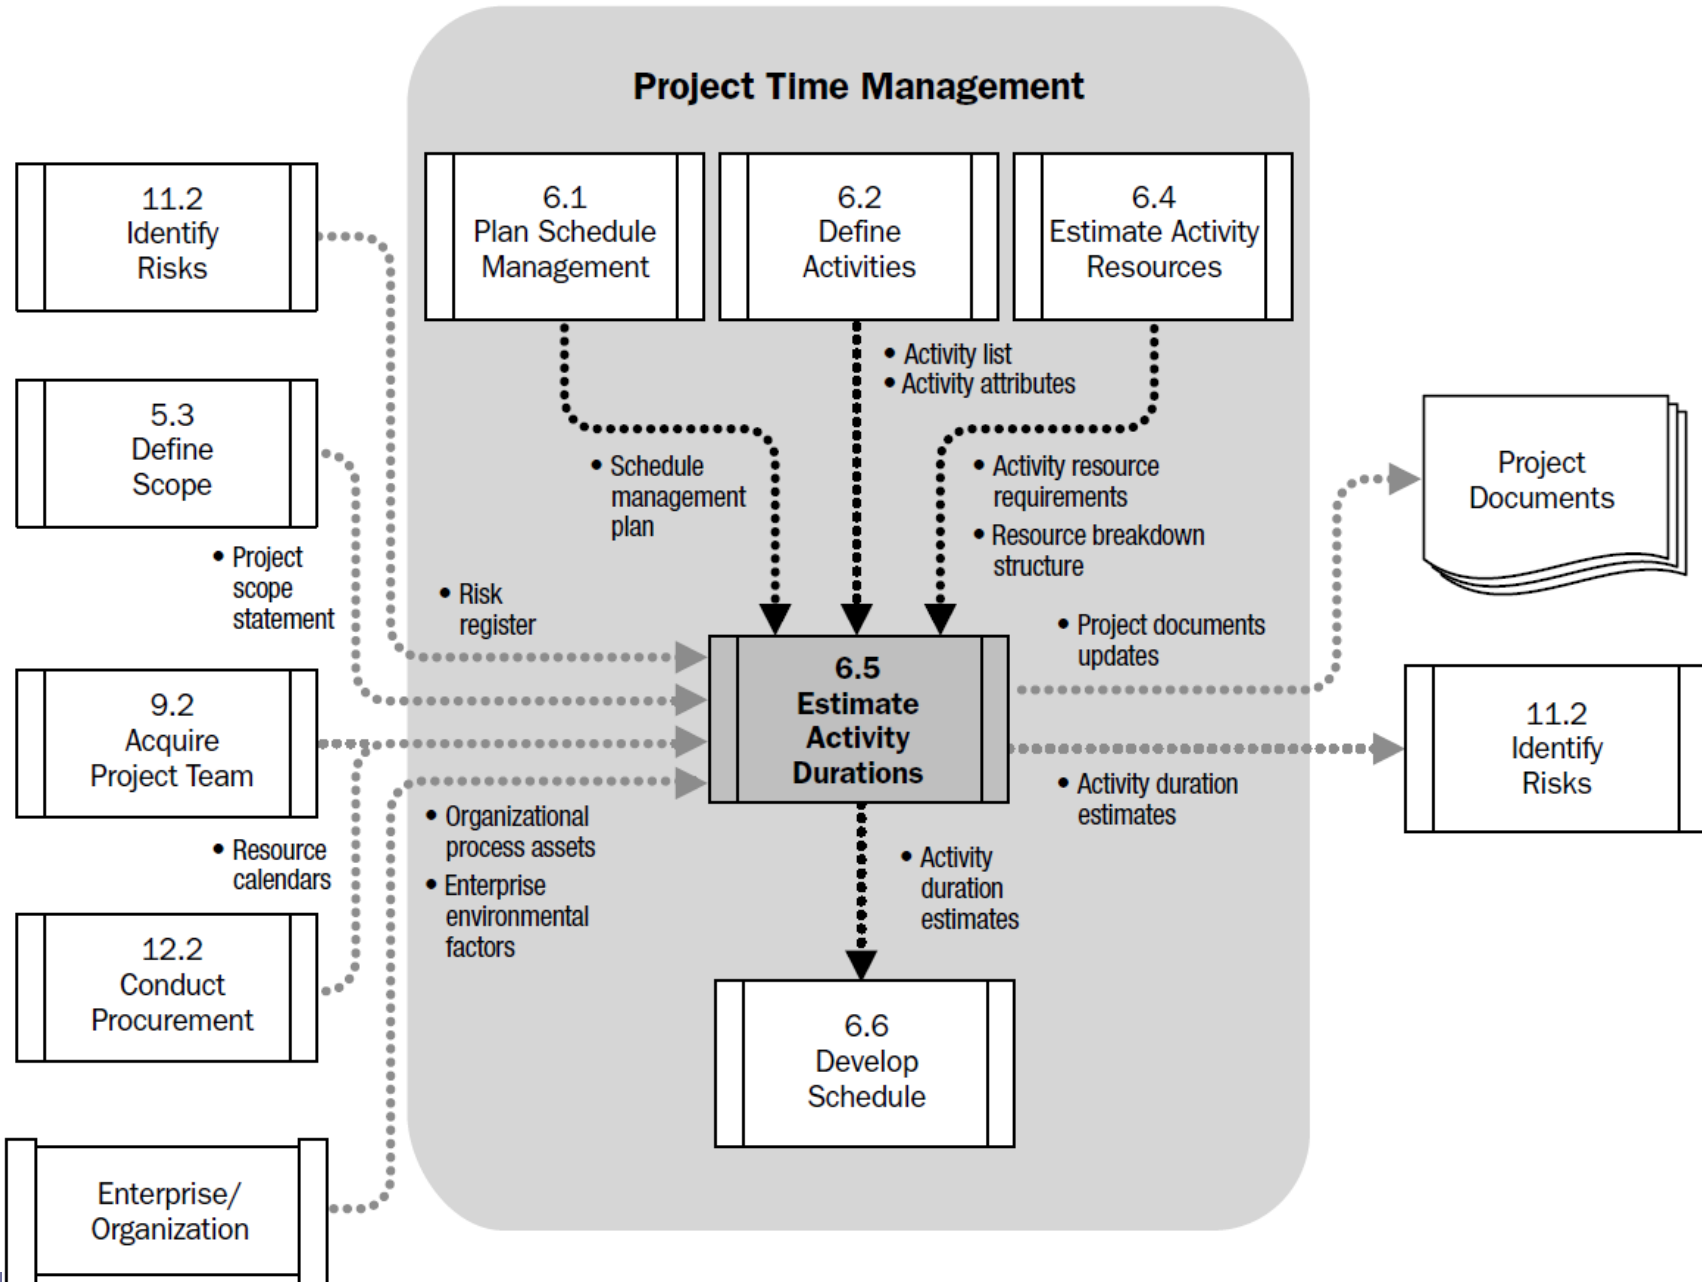 Project Time Management
11.2
Identify
Risks
6.1
Plan Schedule
Management
6.2
Define
Activities
6.4
Estimate Activity
Resources
• Activity list
• Activity attributes
5.3
Define
Scope
• Schedule
management
plan
• Activity resource
requirements
• Resource breakdown
structure
Project
Documents
• Project
scope
statement
• Risk
register
• Project documents
updates
9.2
Acquire
Project Team
6.5
Estimate
Activity
Durations
11.2
Identify
Risks
• Activity duration
estimates
• Resource
calendars
• Organizational
process assets
• Enterprise
environmental
factors
• Activity
duration
estimates
12.2
Conduct
Procurement
6.6
Develop
Schedule
Enterprise/
Organization